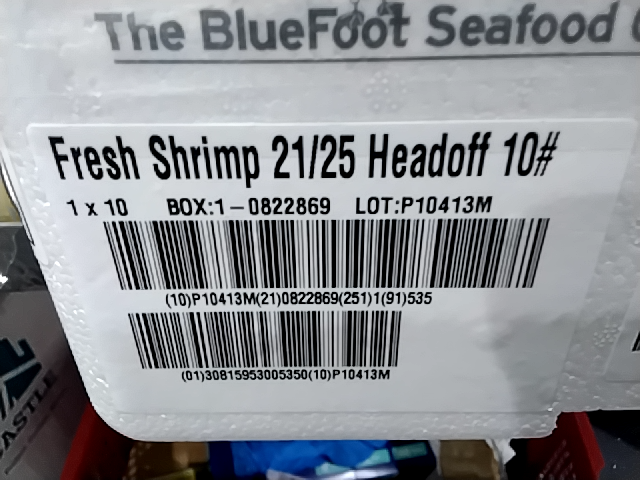 The BlueFoot Seafood
Fresh Shrimp 21/25 Headoff 10#
1 x 10 BOX:1-0822869 LOT:P10413M
(10)P10413M(21)0822869(251)1(91)535
(01)30815953005350(10)P10413M